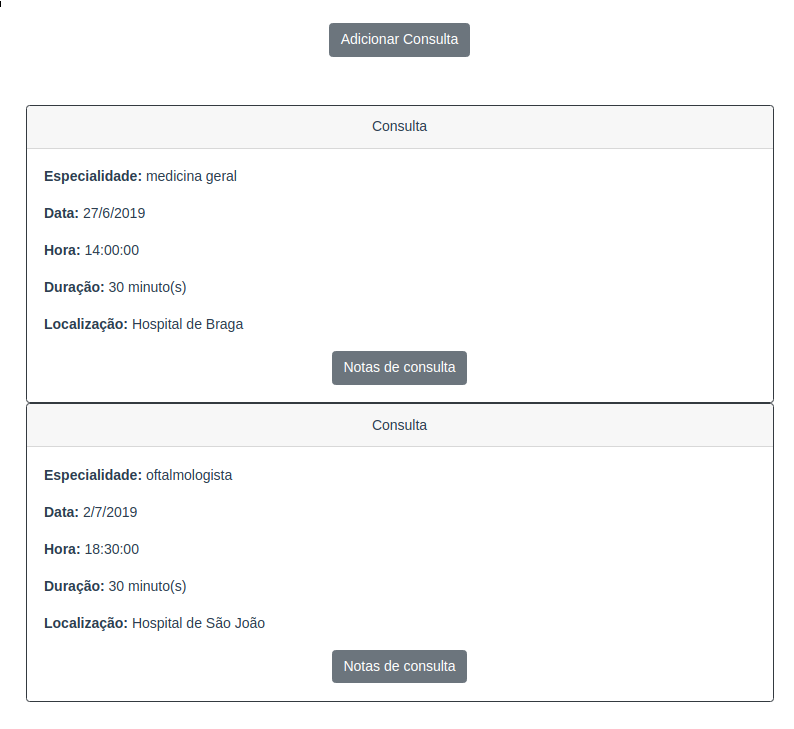 Adicionar Consulta
Consulta
Especialidade: medicina geral
Data: 27/6/2019
Hora: 14:00:00
Duração: 30 minuto(s)
Localização: Hospital de Braga
Notas de consulta
Consulta
Especialidade: oftalmologista
Data: 2/7/2019
Hora: 18:30:00
Duração: 30 minuto(s)
Localização: Hospital de São João
Notas de consulta